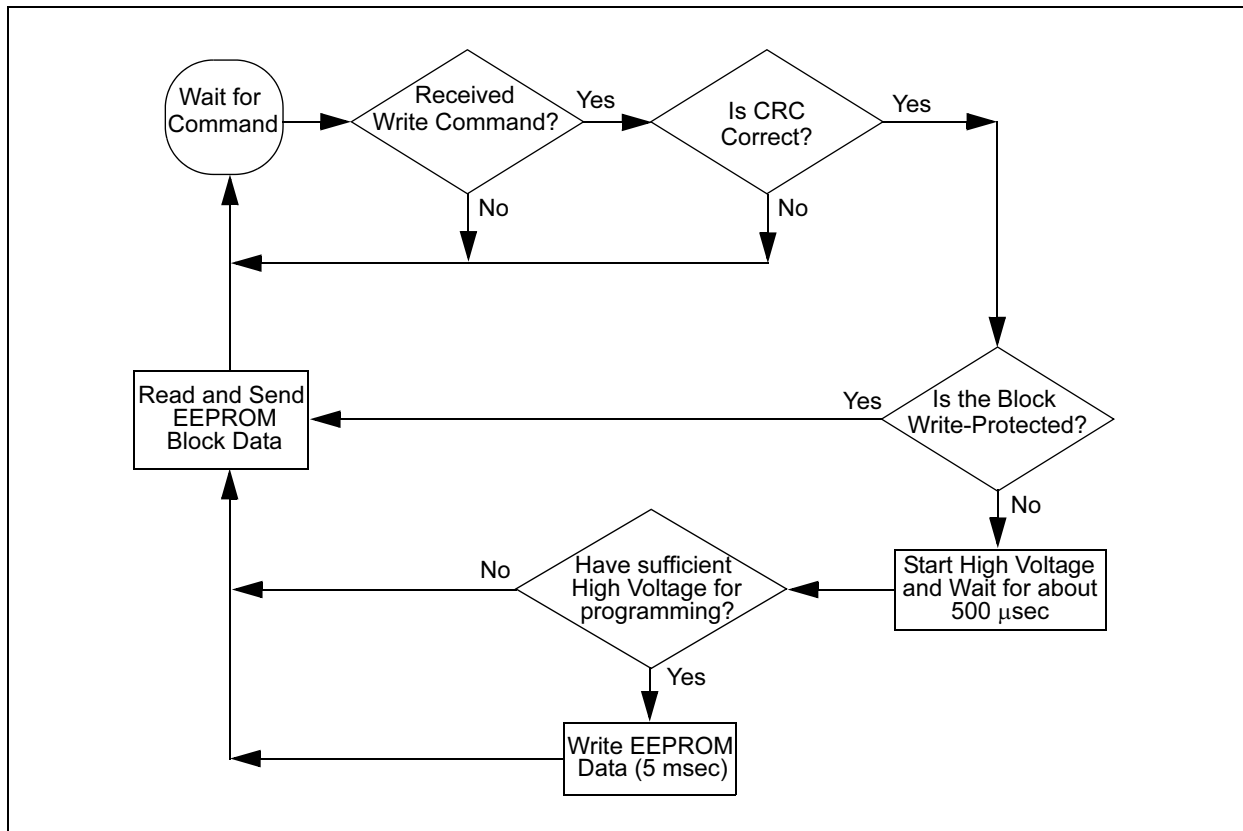 Wait for
Command
Received
Write Command?
Yes
Is CRC
Correct?
Yes
No
No
Read and Send
EEPROM
Block Data
Yes
Is the Block
Write-Protected?
No
Have sufficient
High Voltage for
programming?
No
Start High Voltage
and Wait for about
500 μsec
Yes
Write EEPROM
Data (5 msec)